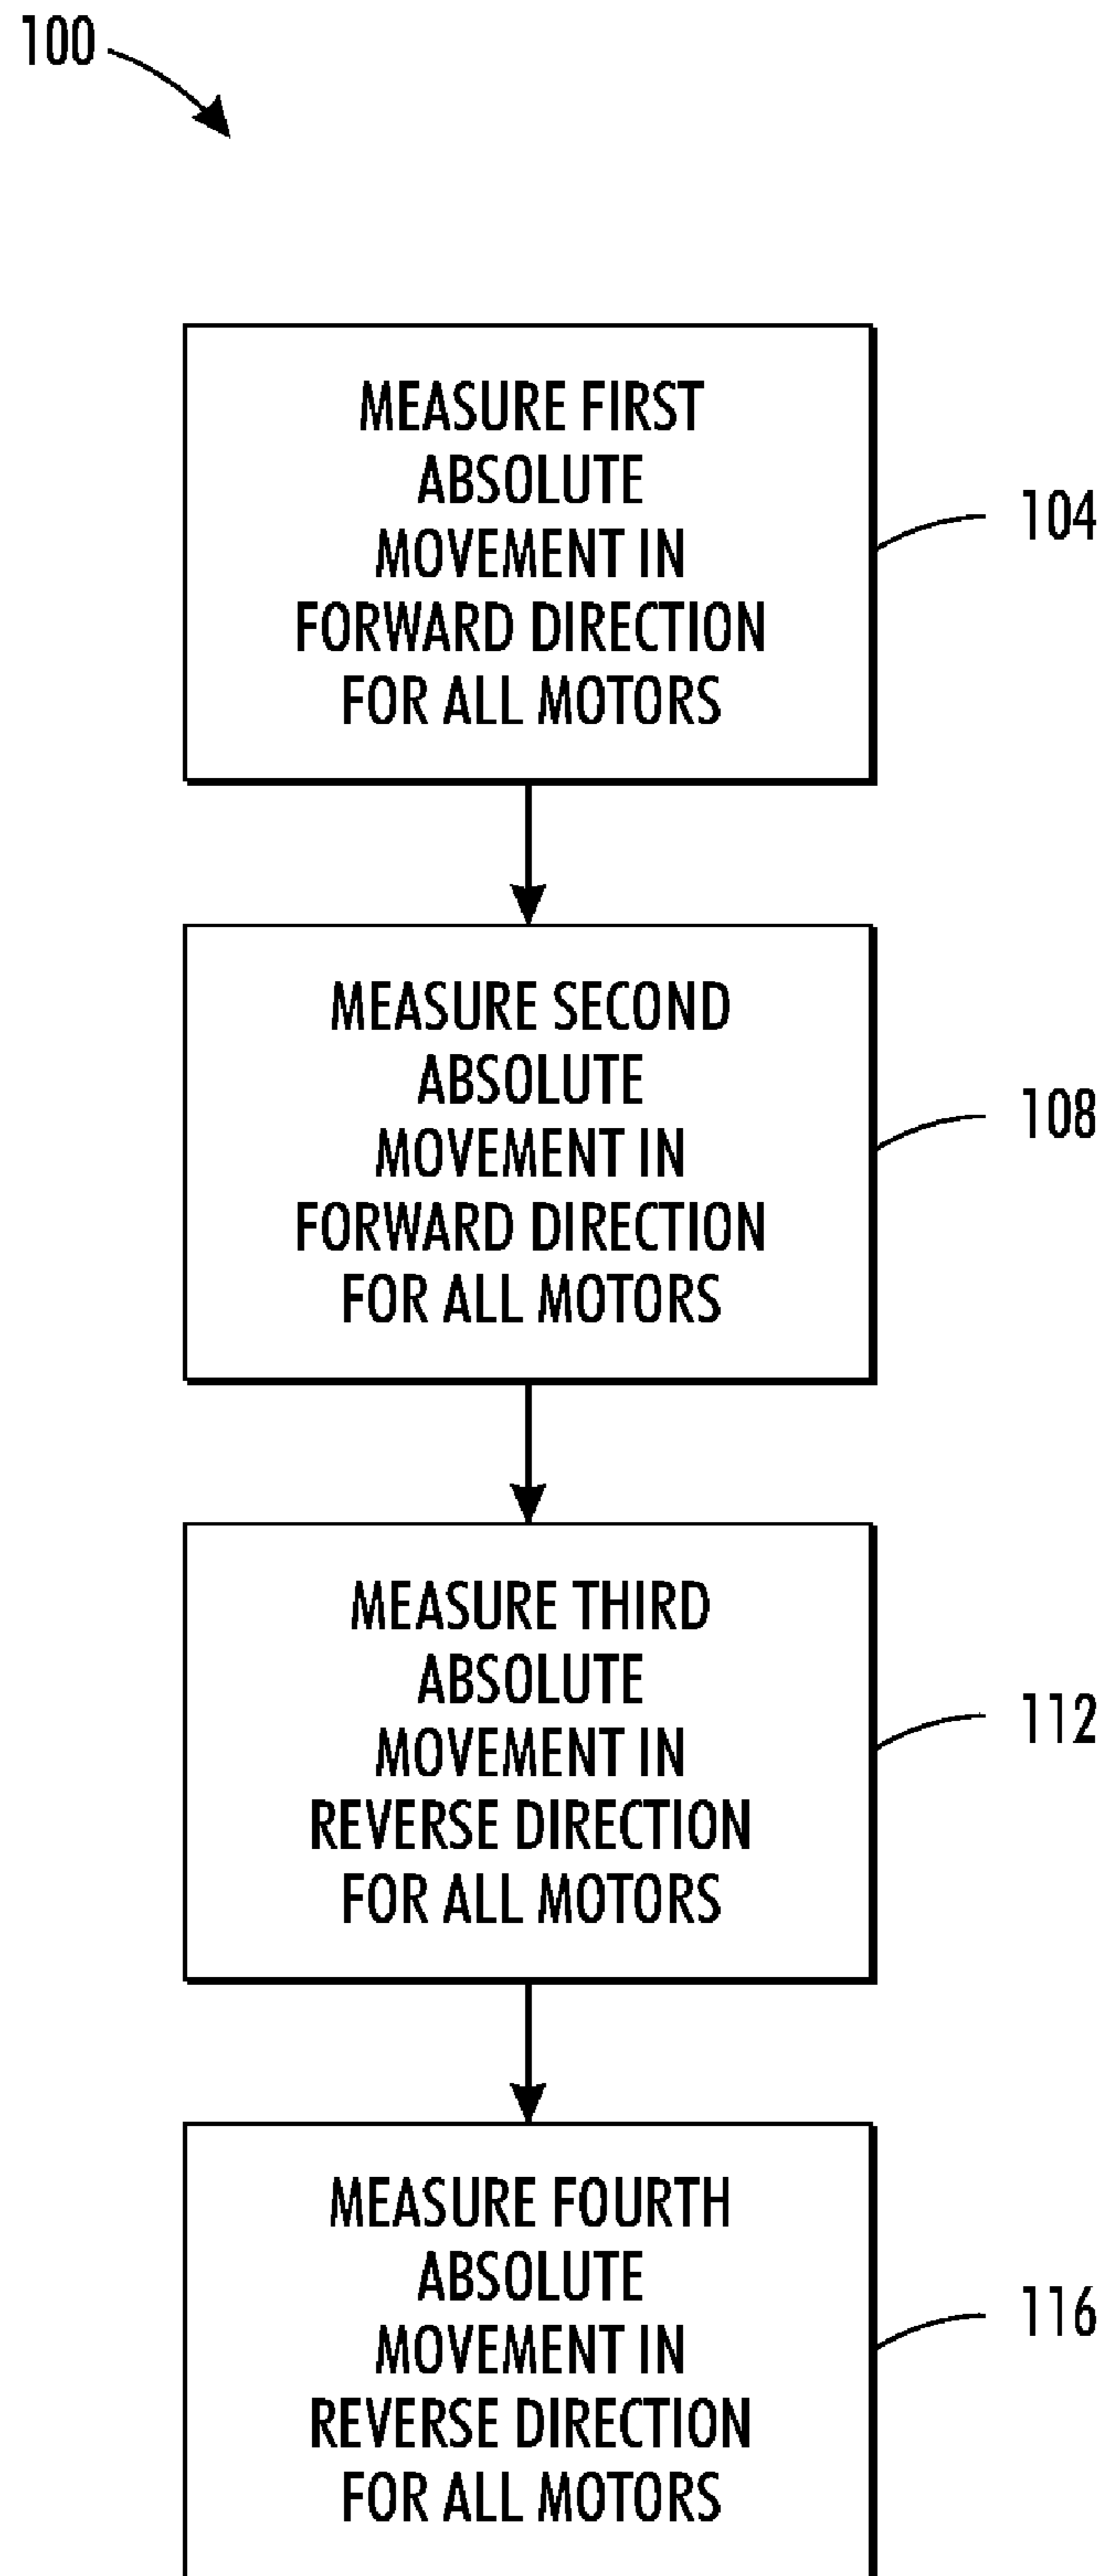 100
MEASURE FIRST
ABSOLUTE
MOVEMENT IN
FORWARD DIRECTION
FOR ALL MOTORS
104
MEASURE SECOND
ABSOLUTE
MOVEMENT IN
FORWARD DIRECTION
FOR ALL MOTORS
108
MEASURE THIRD
ABSOLUTE
MOVEMENT IN
REVERSE DIRECTION
FOR ALL MOTORS
112
MEASURE FOURTH
ABSOLUTE
MOVEMENT IN
REVERSE DIRECTION
FOR ALL MOTORS
116